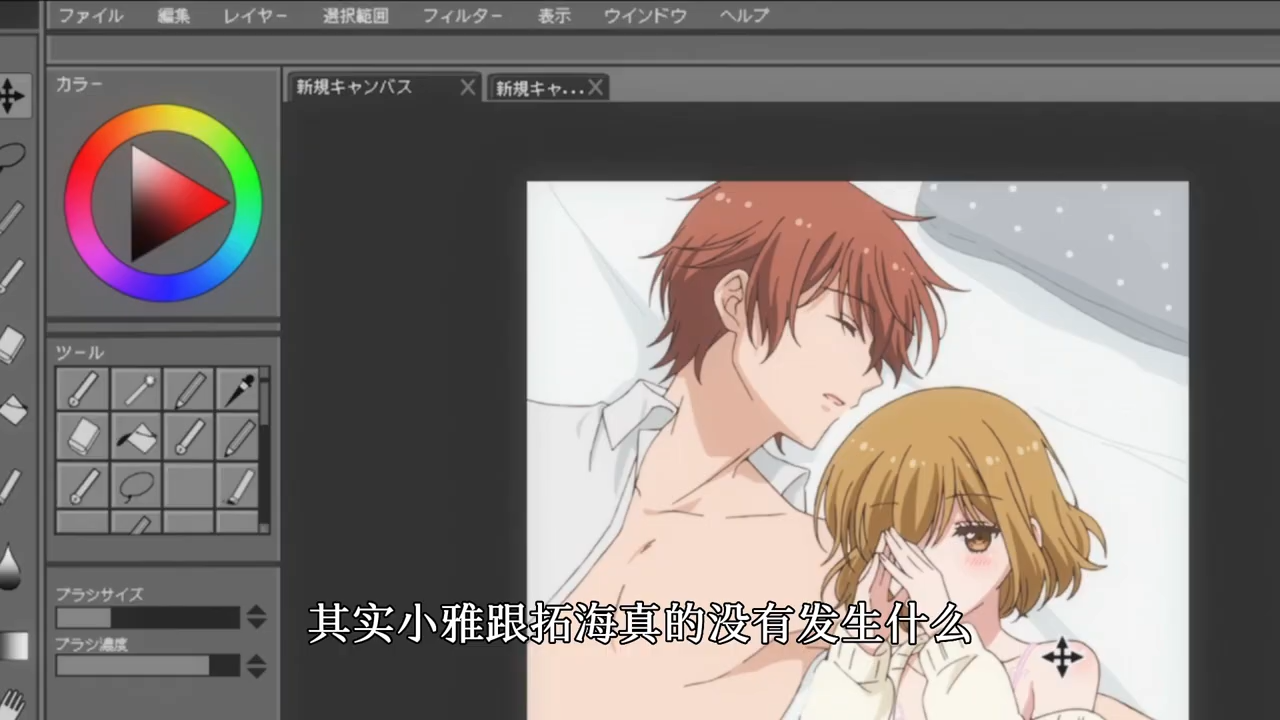 ファイル 編集 レイヤー 選択範囲 フィルター 表示 ウインドウ ヘルプ
カラー
新規キャンバス
新規キャ...
ツール
ブラシサイズ
ブラシ濃度
其实小雅跟拓海真的没有发生什么